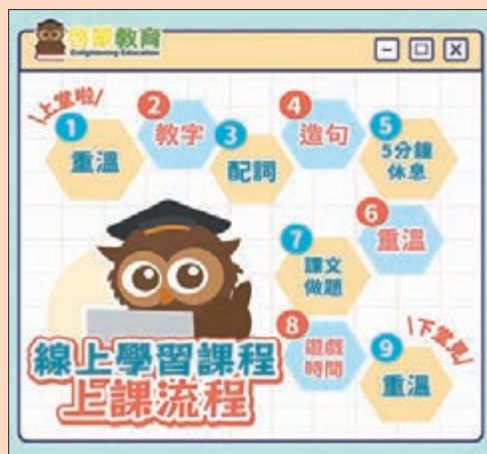 啓蒙教育
Enlightening Education
上堂啦
1
重溫
2
教字
3
配詞
4
造句
5
5分鐘
休息
6
重溫
7
課文
做題
8
遊戲
時間
9
重溫
下堂見
線上學習課程
上課流程